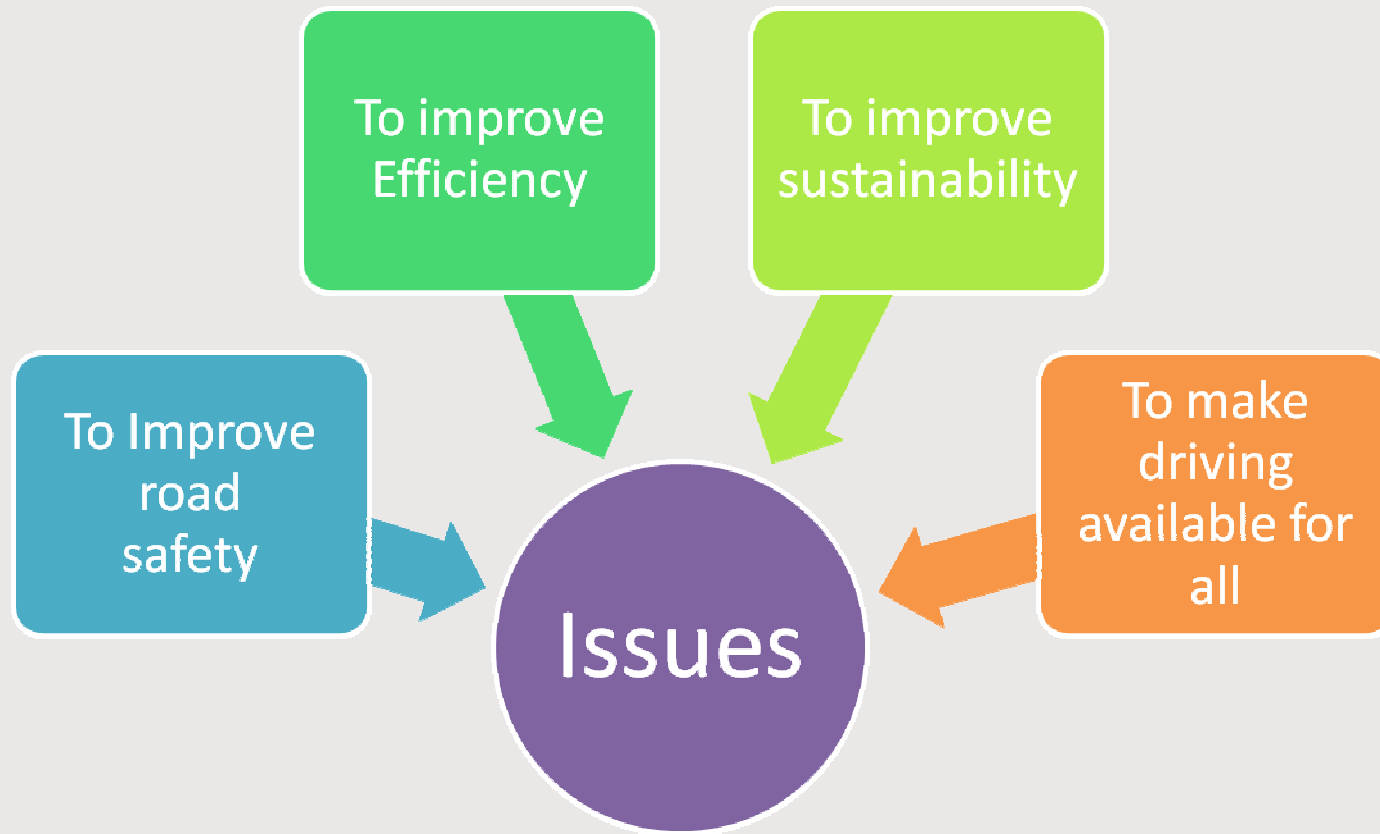 To improve
Efficiency
To improve
sustainability
To Improve
road
safety
To make
driving
available for
all
Issues